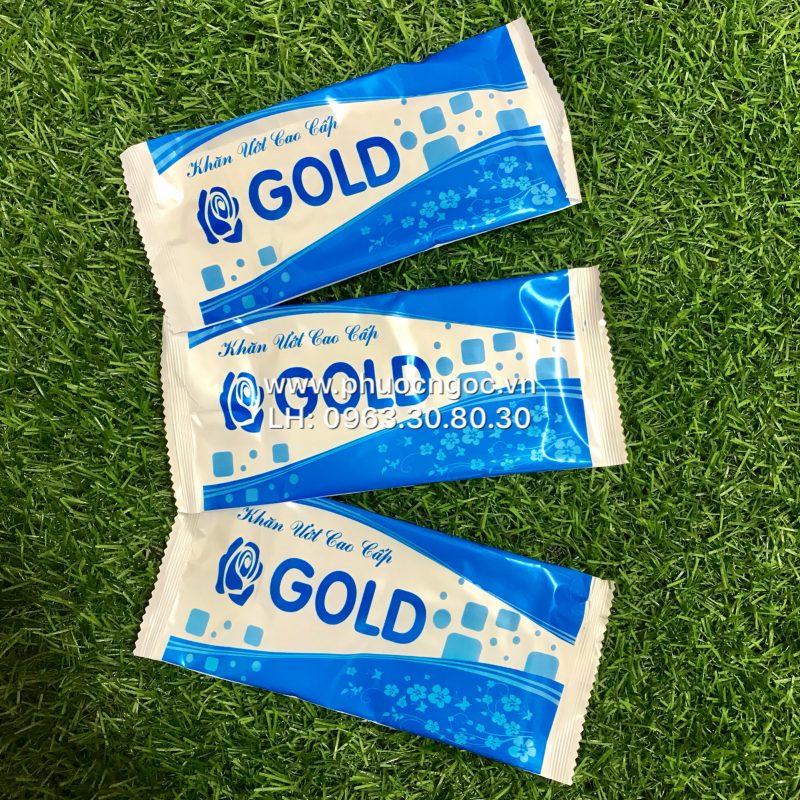 Khăn Ướt Cao Cấp
GOLD
Khăn Ướt Cao Cấp
GOLD
www.phuocngoc.vn
LH: 0963.30.80.30
Khăn Ướt Cao Cấp
GOLD